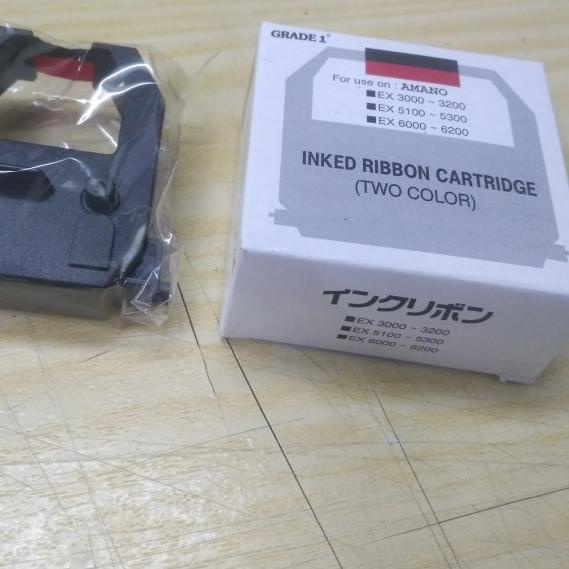 GRADE 1
For use on : AMANO
■EX 3000 ~ 3200
■EX 5100 ~ 5300
■EX 6000 ~ 6200
INKED RIBBON CARTRIDGE
(TWO COLOR)
インクリボン
■EX 3000 ~ 3200
■EX 5100 ~ 5300
■EX 6000 ~ 6200